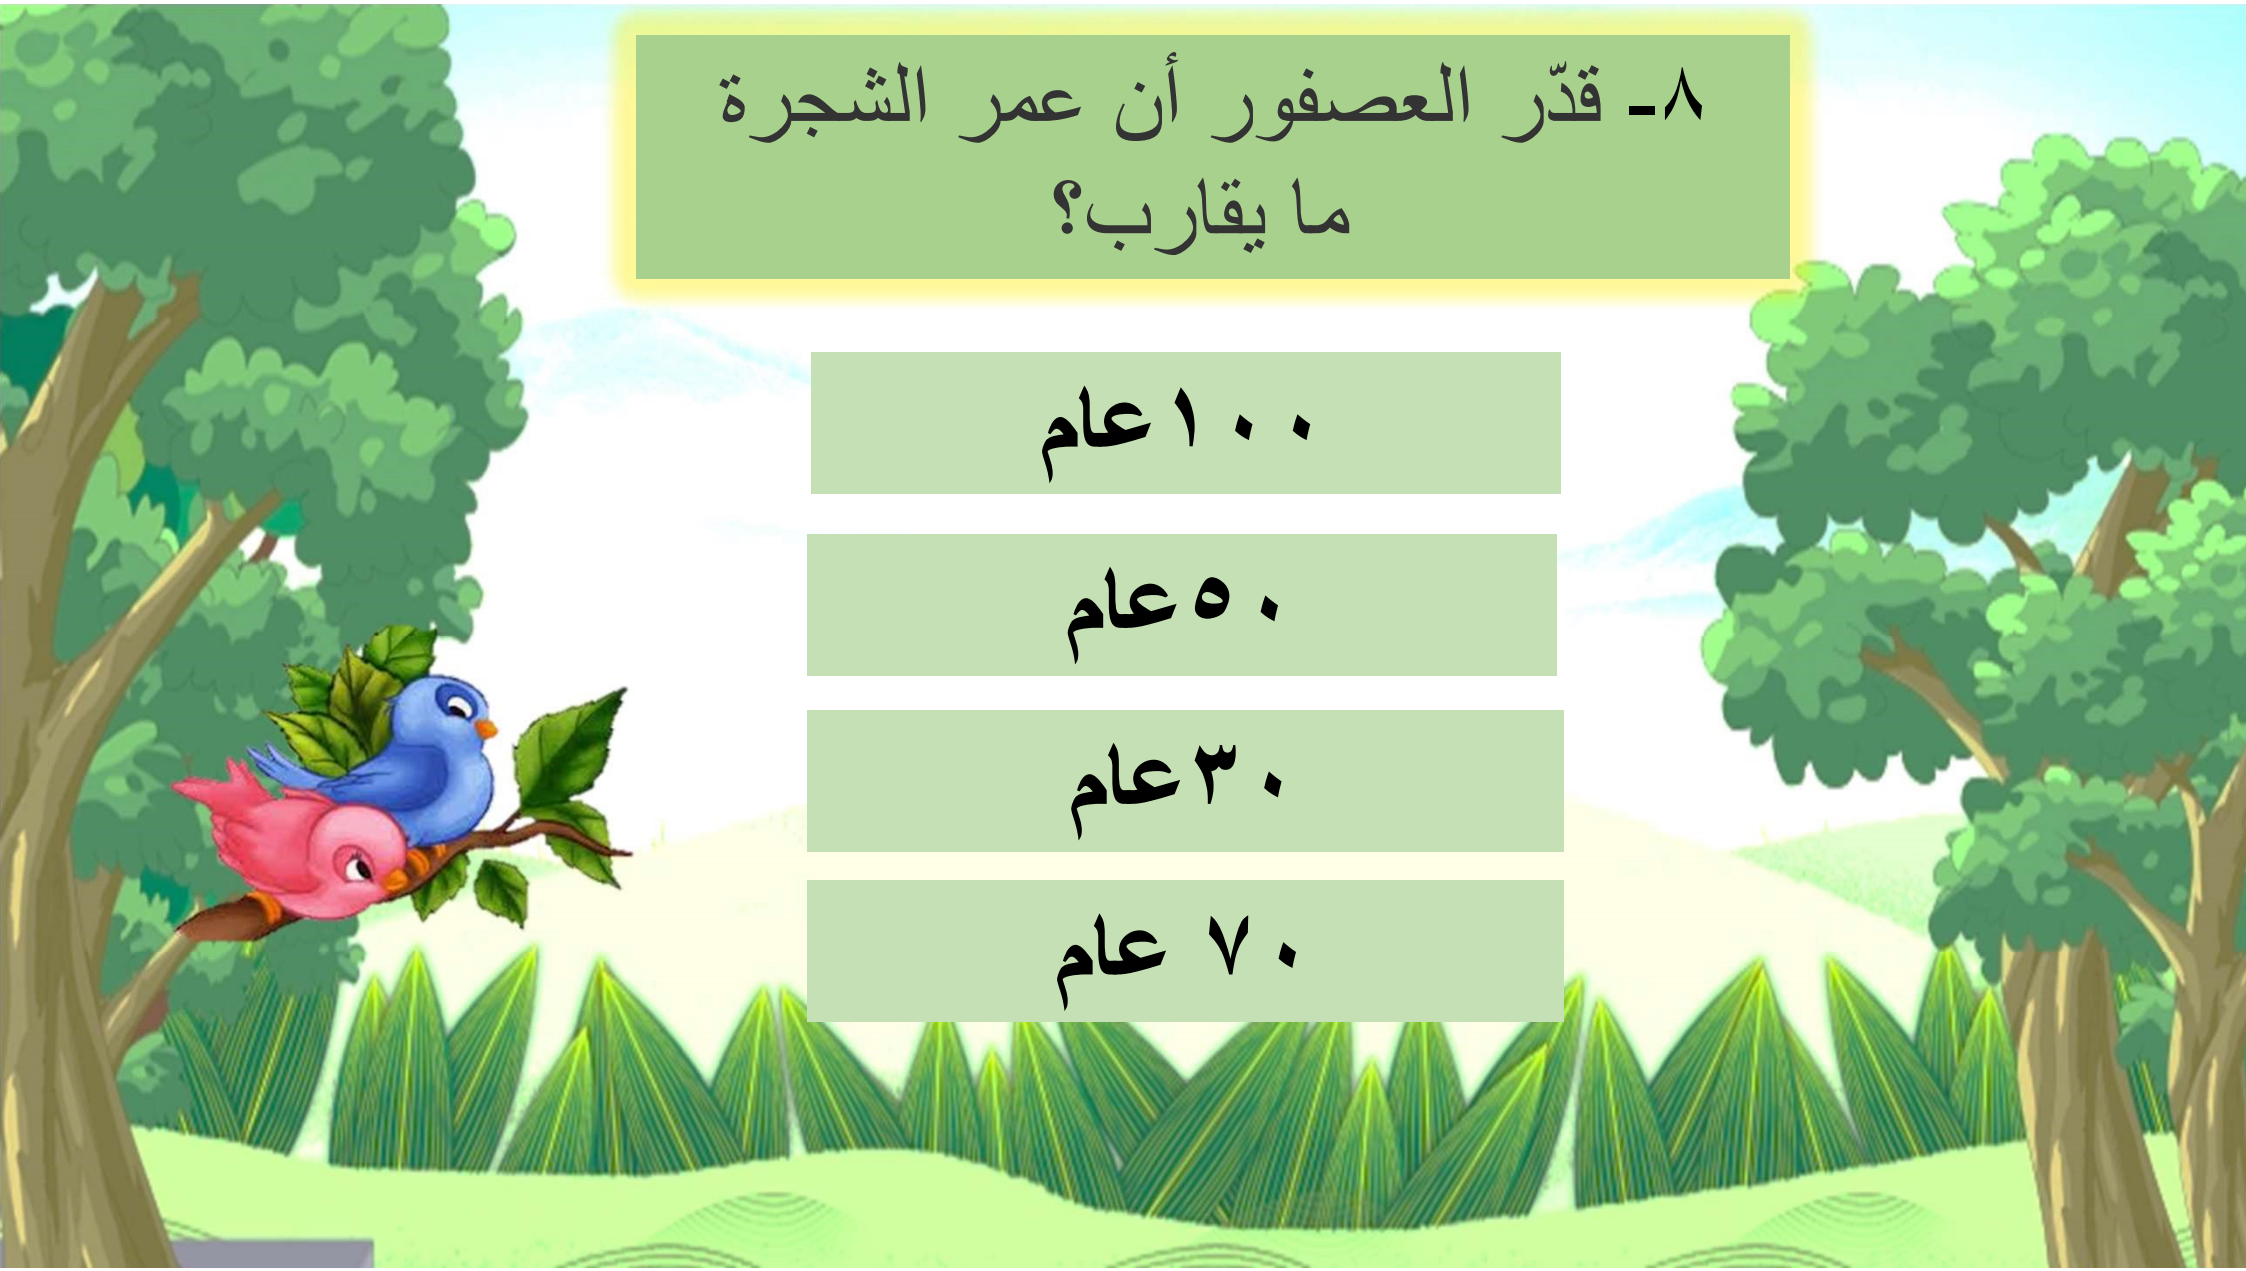 ٨- قدّر العصفور أن عمر الشجرة
ما يقارب؟
١٠٠عام
٥٠عام
٣٠عام
٧٠ عام